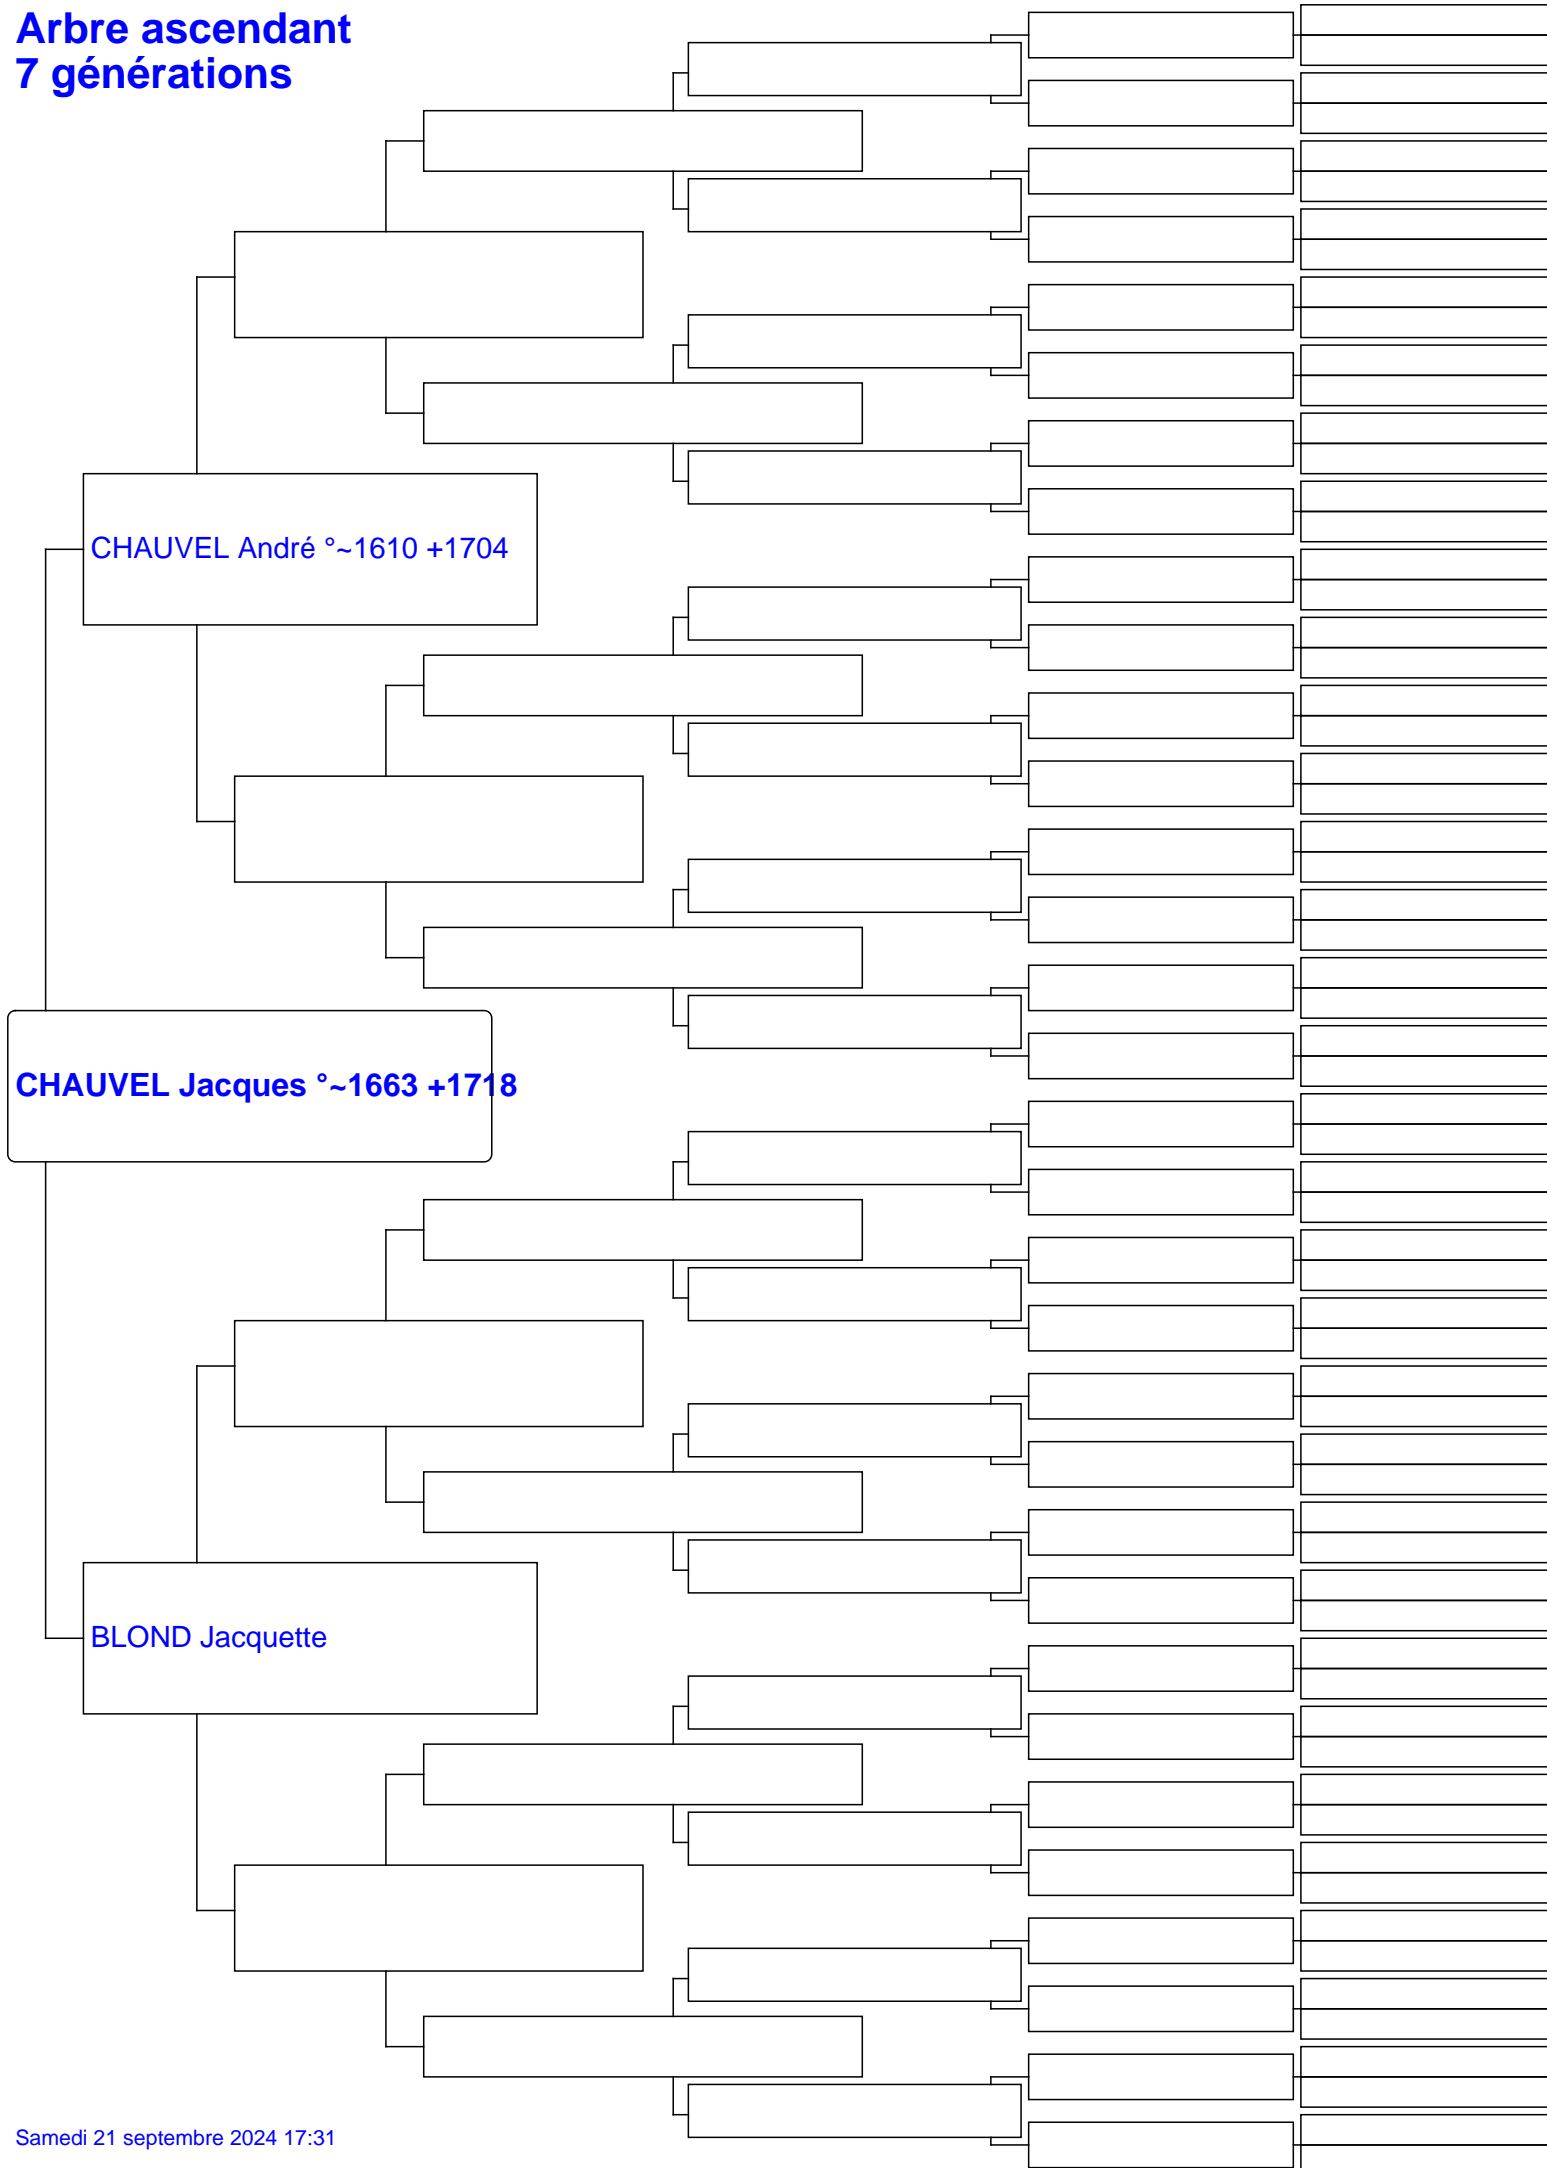 Arbre ascendant
7 générations
CHAUVEL André °~1610 +1704
CHAUVEL Jacques °~1663 +1718
BLOND Jacquette
Samedi 21 septembre 2024 17:31